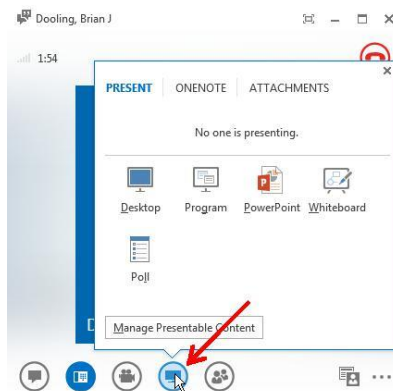 Dooling, Brian J
1:54
PRESENT ONENOTE ATTACHMENTS
No one is presenting.
Desktop Program PowerPoint Whiteboard
Poll
Manage Presentable Content
D